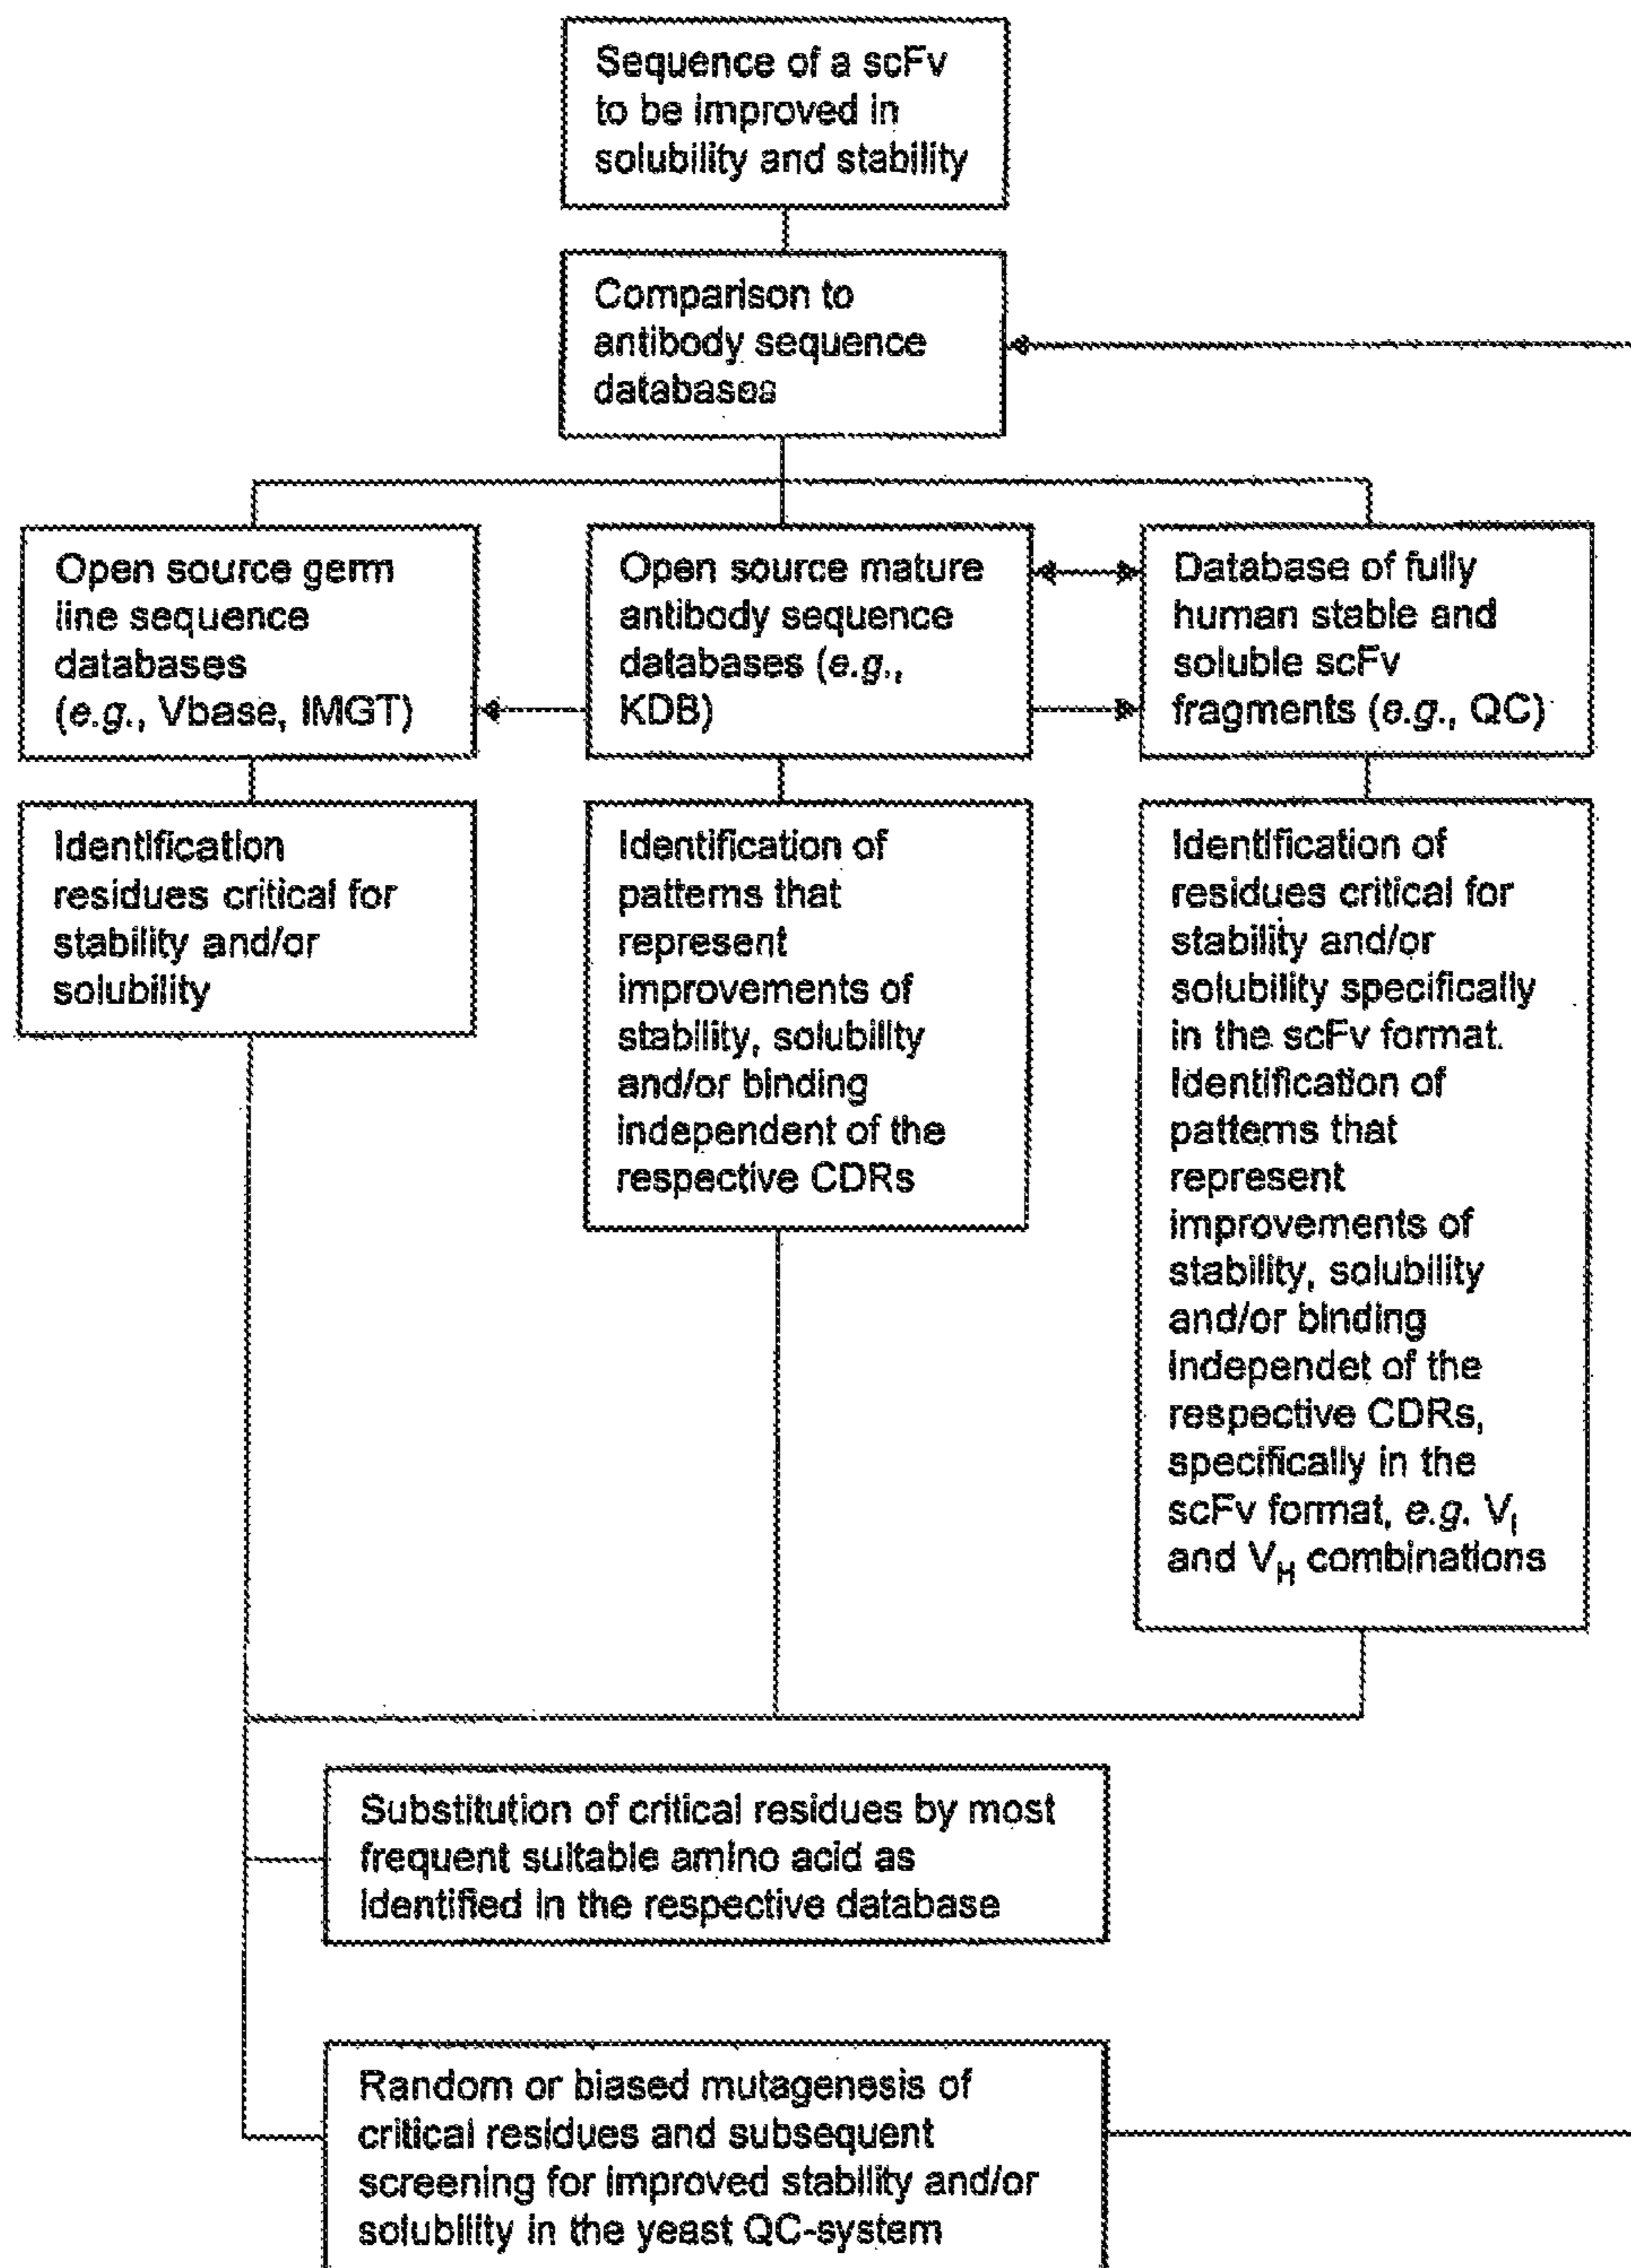 Sequence of a scFv
to be improved in
solubility and stability
Comparison to
antibody sequence
databases
Open source germ
line sequence
databases
(e.g., Vbase, IMGT)
Open source mature
antibody sequence
databases (e.g.,
KDB)
Database of fully
human stable and
soluble scFv
fragments (e.g., QC)
Identification
residues critical for
stability and/or
solubility
Identification of
patterns that
represent
improvements of
stability, solubility
and/or binding
independent of the
respective CDRs
Identification of
residues critical for
stability and/or
solubility specifically
in the scFv format.
Identification of
patterns that
represent
improvements of
stability, solubility
and/or binding
independet of the
respective CDRs,
specifically in the
scFv format, e.g. Vl
and VH combinations
Substitution of critical residues by most
frequent suitable amino acid as
identified in the respective database
Random or biased mutagenesis of
critical residues and subsequent
screening for improved stability and/or
solubility in the yeast QC-system